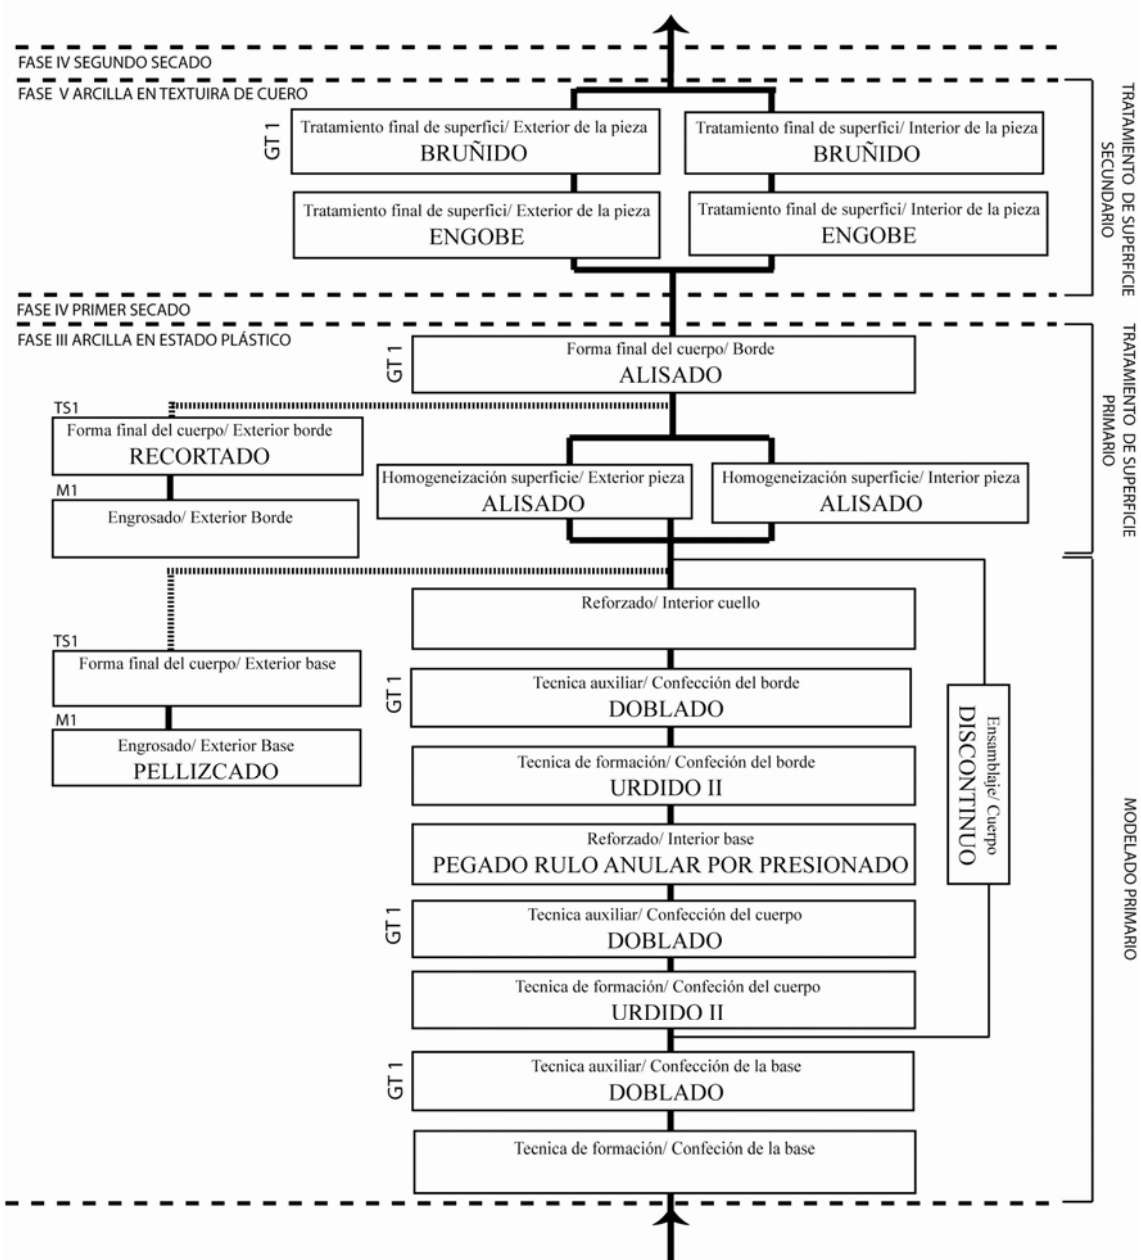 FASE IV SEGUNDO SECADO
FASE V ARCILLA EN TEXTUIRA DE CUERO
TRATAMIENTO DE SUPERFICIE
SECUNDARIO
GT 1
Tratamiento final de superfici/ Exterior de la pieza
BRUÑIDO
Tratamiento final de superfici/ Interior de la pieza
BRUÑIDO
Tratamiento final de superfici/ Exterior de la pieza
ENGOBE
Tratamiento final de superfici/ Interior de la pieza
ENGOBE
FASE IV PRIMER SECADO
FASE III ARCILLA EN ESTADO PLÁSTICO
TRATAMIENTO DE SUPERFICIE
PRIMARIO
GT 1
Forma final del cuerpo/ Borde
ALISADO
TS1
Forma final del cuerpo/ Exterior borde
RECORTADO
M1
Engrosado/ Exterior Borde
Homogeneización superficie/ Exterior pieza
ALISADO
Homogeneización superficie/ Interior pieza
ALISADO
Reforzado/ Interior cuello
TS1
Forma final del cuerpo/ Exterior base
M1
Engrosado/ Exterior Base
PELLIZCADO
GT 1
Tecnica auxiliar/ Confección del borde
DOBLADO
Tecnica de formación/ Confeción del borde
URDIDO II
Reforzado/ Interior base
PEGADO RULO ANULAR POR PRESIONADO
Ensamblaje/ Cuerpo
DISCONTINUO
MODELADO PRIMARIO
GT 1
Tecnica auxiliar/ Confección del cuerpo
DOBLADO
Tecnica de formación/ Confeción del cuerpo
URDIDO II
GT 1
Tecnica auxiliar/ Confección de la base
DOBLADO
Tecnica de formación/ Confeción de la base